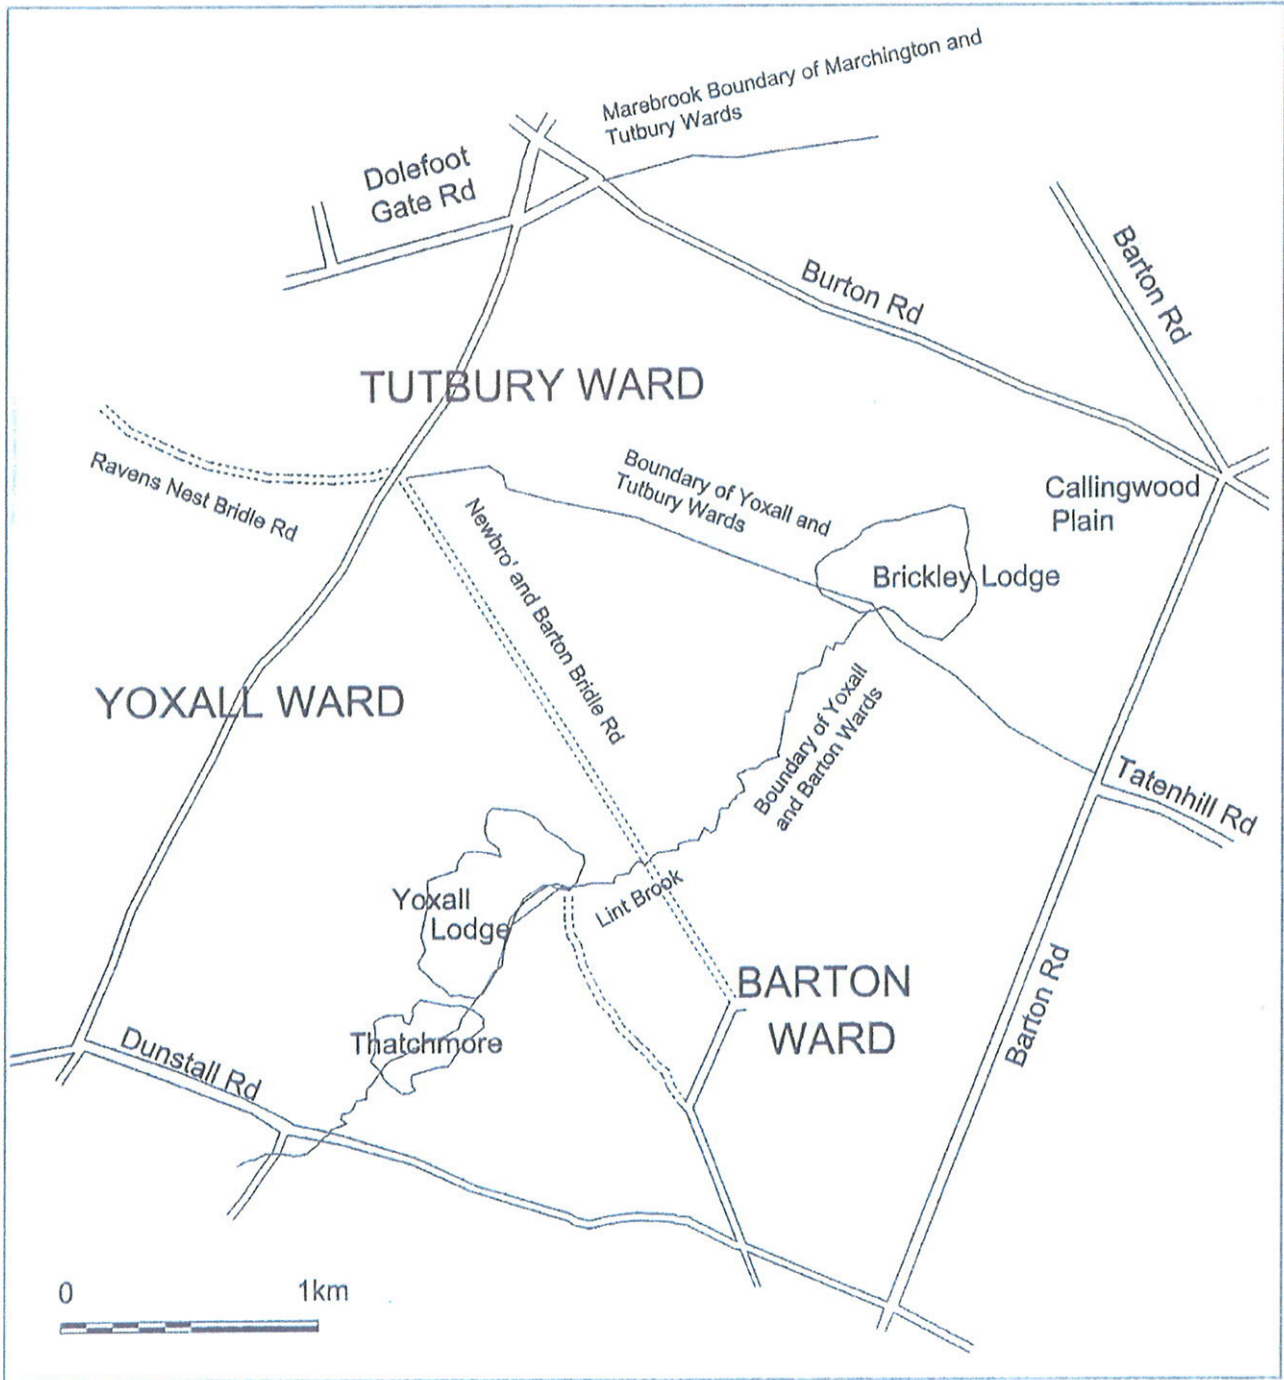 Marebrook Boundary of Marchington and
Tutbury Wards
Dolefoot
Gate Rd
Burton Rd
Barton Rd
TUTBURY WARD
Ravens Nest Bridle Rd
Boundary of Yoxall and
Tutbury Wards
Callingwood
Plain
Newbro' and Barton Bridle Rd
Brickley Lodge
YOXALL WARD
Boundary of Yoxall
and Barton Wards
Tatenhill Rd
Yoxall
Lodge
Lint Brook
BARTON
WARD
Barton Rd
Thatchmore
Dunstall Rd
0 1km